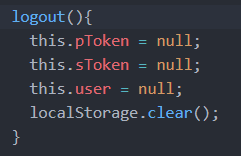 logout(){
  this.pToken = null;
  this.sToken = null;
  this.user = null;
  localStorage.clear();
}